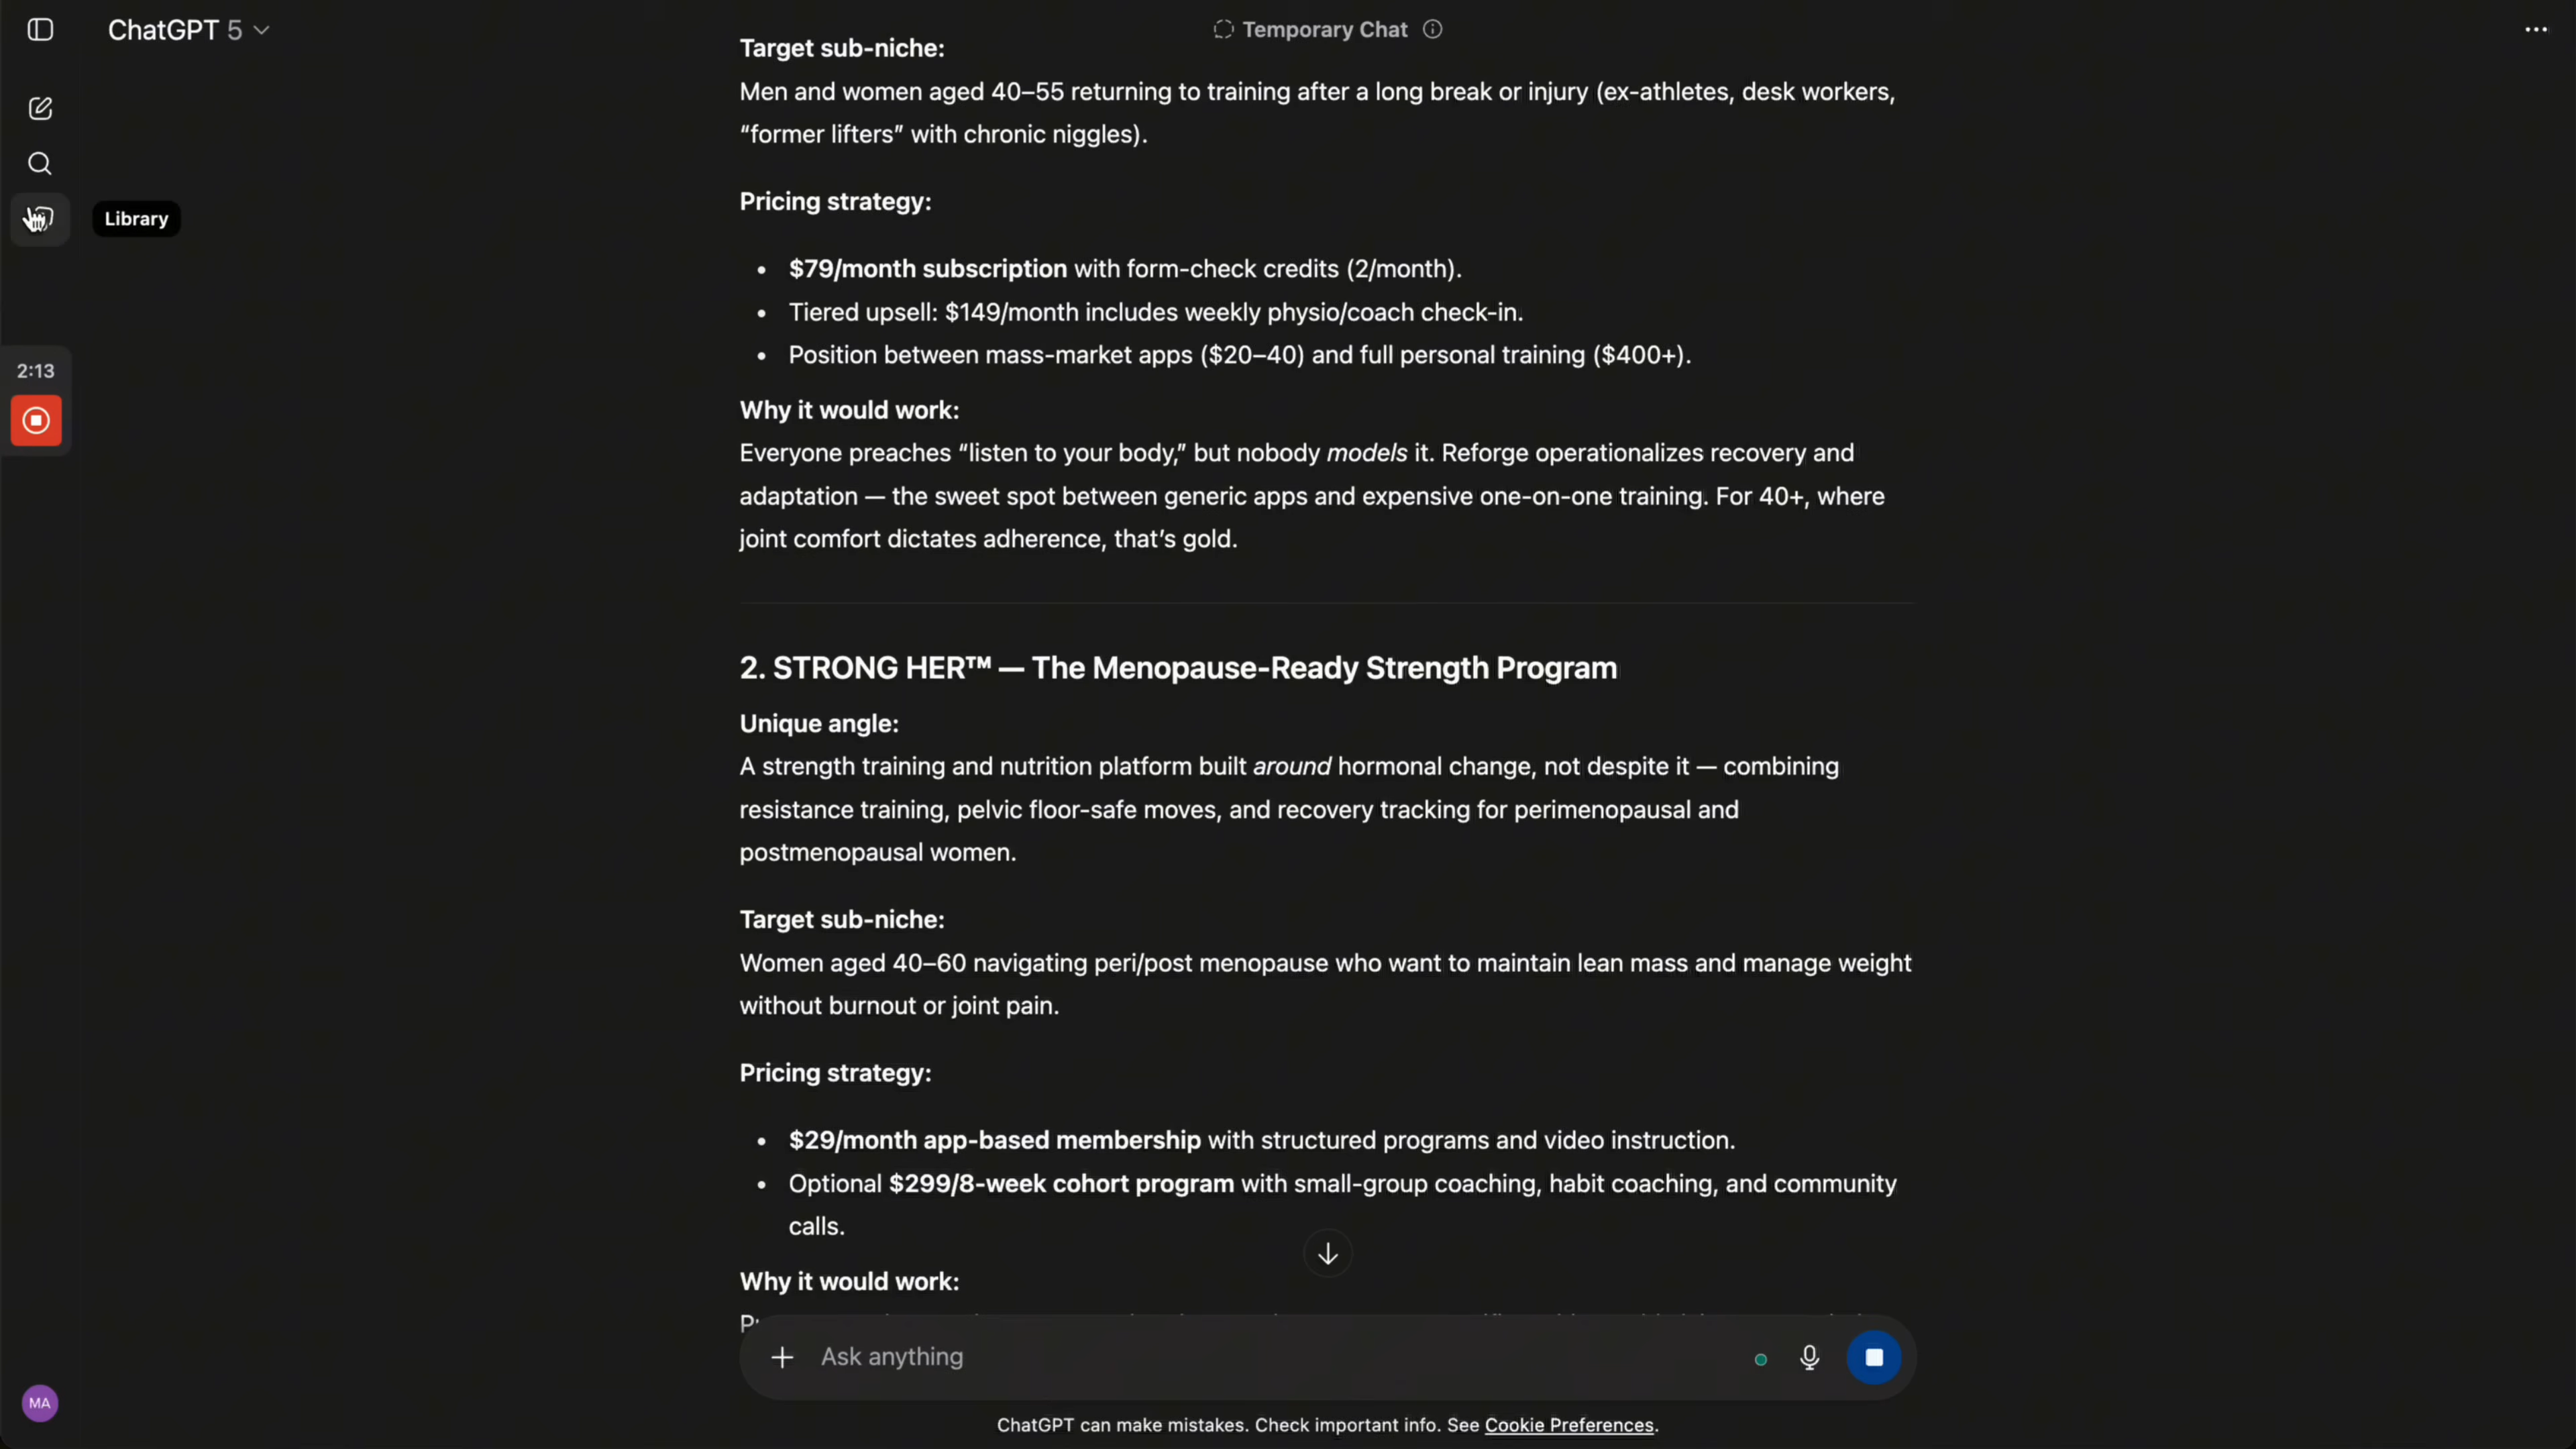 ChatGPT 5
Temporary Chat
Library
2:13
Target sub-niche:
Men and women aged 40–55 returning to training after a long break or injury (ex-athletes, desk workers,
“former lifters” with chronic niggles).
Pricing strategy:
• $79/month subscription with form-check credits (2/month).
• Tiered upsell: $149/month includes weekly physio/coach check-in.
• Position between mass-market apps ($20–40) and full personal training ($400+).
Why it would work:
Everyone preaches “listen to your body,” but nobody models it. Reforge operationalizes recovery and
adaptation — the sweet spot between generic apps and expensive one-on-one training. For 40+, where
joint comfort dictates adherence, that’s gold.
2. STRONG HER™ — The Menopause-Ready Strength Program
Unique angle:
A strength training and nutrition platform built around hormonal change, not despite it — combining
resistance training, pelvic floor-safe moves, and recovery tracking for perimenopausal and
postmenopausal women.
Target sub-niche:
Women aged 40–60 navigating peri/post menopause who want to maintain lean mass and manage weight
without burnout or joint pain.
Pricing strategy:
• $29/month app-based membership with structured programs and video instruction.
• Optional $299/8-week cohort program with small-group coaching, habit coaching, and community
calls.
Why it would work:
Ask anything
MA
ChatGPT can make mistakes. Check important info. See Cookie Preferences.